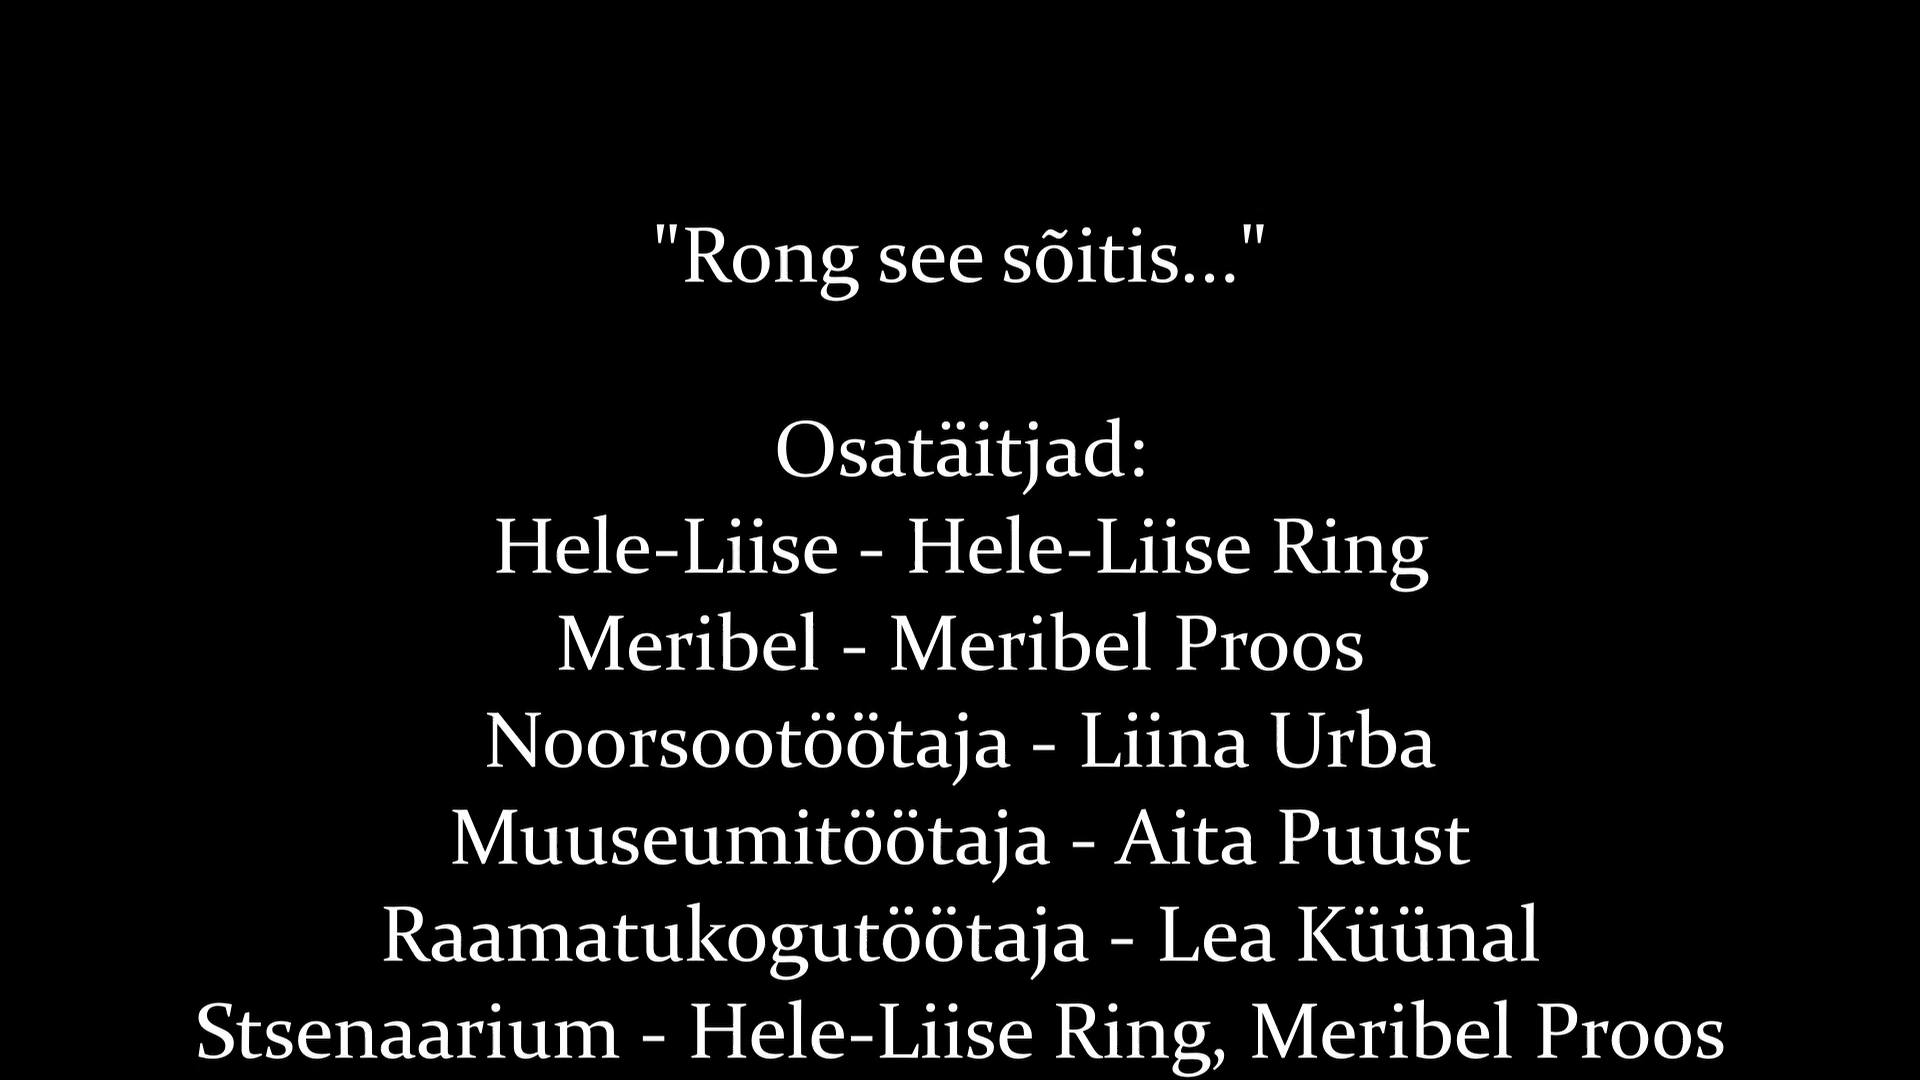 "Rong see sõitis..."
Osatäitjad:
Hele-Liise - Hele-Liise Ring
Meribel - Meribel Proos
Noorsootöötaja - Liina Urba
Muuseumitöötaja - Aita Puust
Raamatukogutöötaja - Lea Küünal
Stsenaarium - Hele-Liise Ring, Meribel Proos